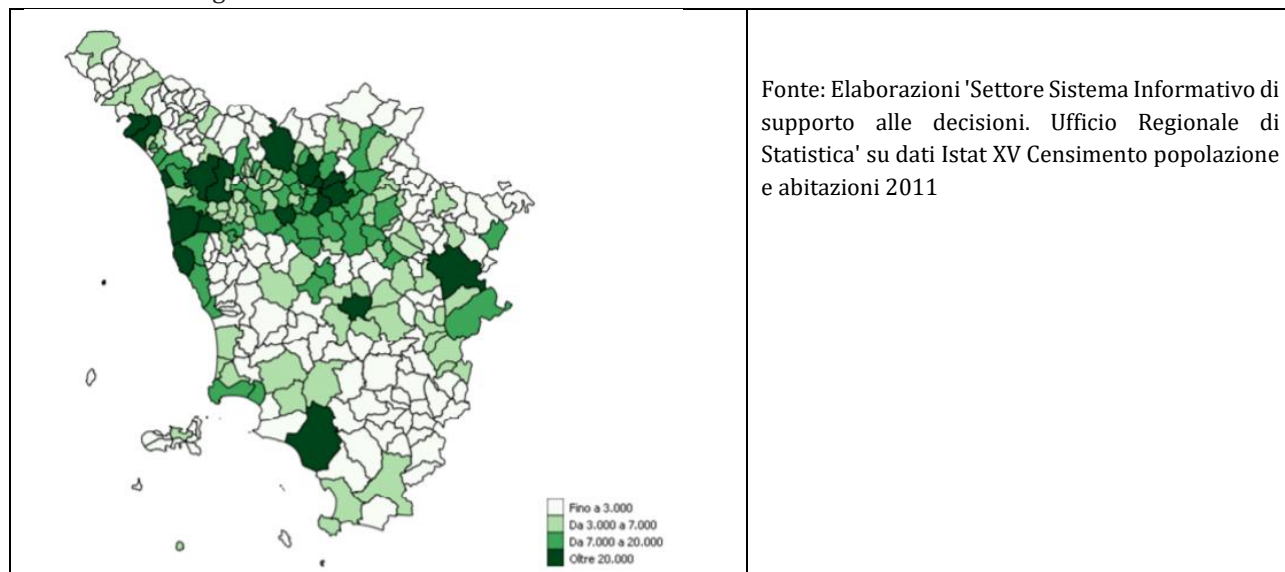 Fonte: Elaborazioni 'Settore Sistema Informativo di
supporto alle decisioni. Ufficio Regionale di
Statistica' su dati Istat XV Censimento popolazione
e abitazioni 2011
Fino a 3.000
Da 3.000 a 7.000
Da 7.000 a 20.000
Oltre 20.000